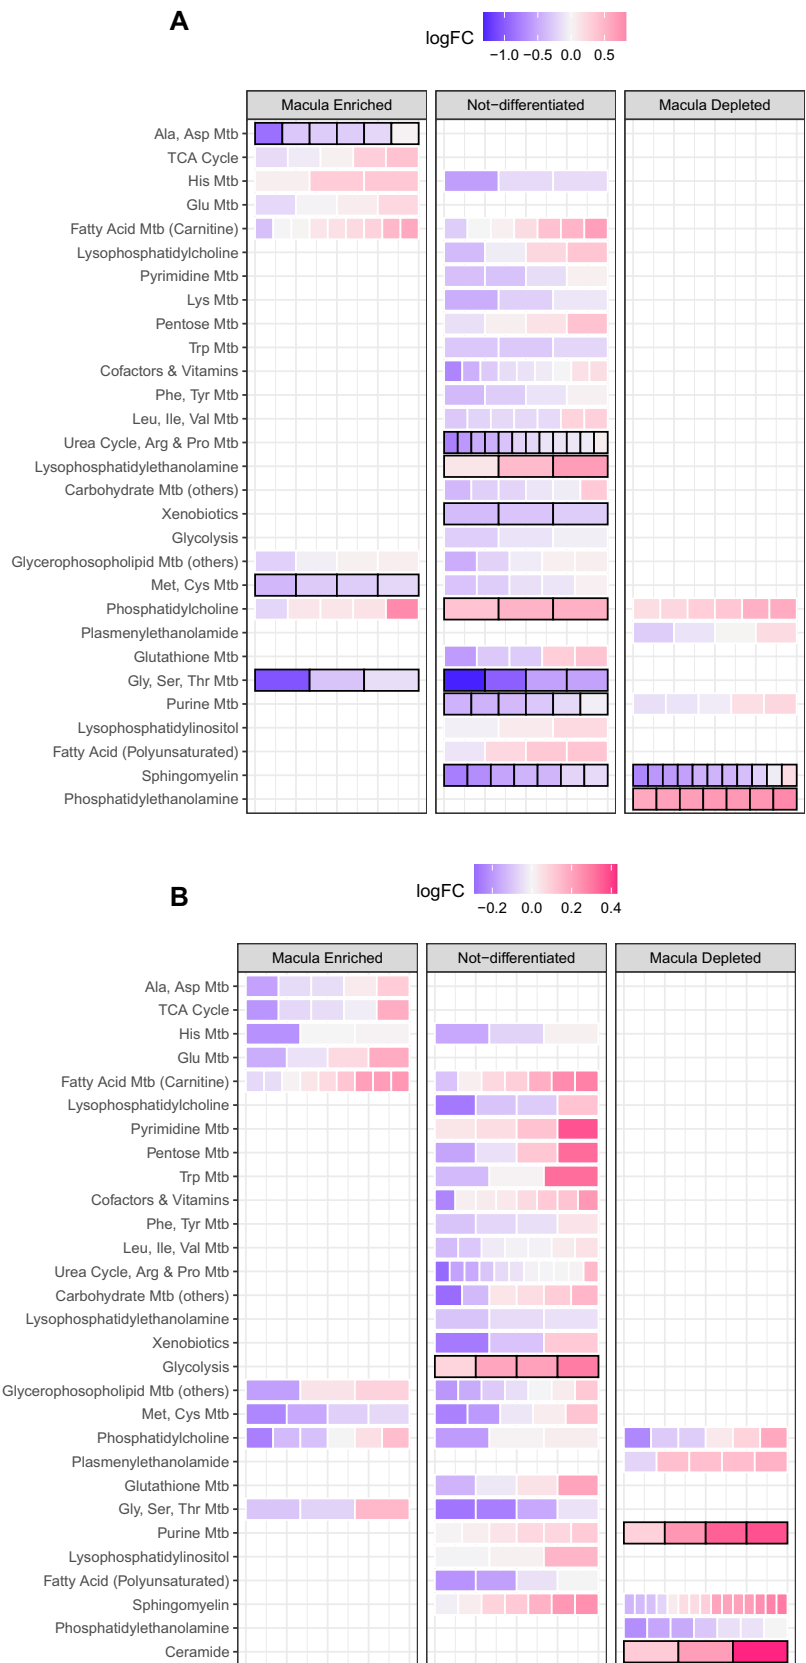 A
logFC
−1.0 −0.5 0.0 0.5
Macula Enriched
Not−differentiated
Macula Depleted
Ala, Asp Mtb
TCA Cycle
His Mtb
Glu Mtb
Fatty Acid Mtb (Carnitine)
Lysophosphatidylcholine
Pyrimidine Mtb
Lys Mtb
Pentose Mtb
Trp Mtb
Cofactors & Vitamins
Phe, Tyr Mtb
Leu, Ile, Val Mtb
Urea Cycle, Arg & Pro Mtb
Lysophosphatidylethanolamine
Carbohydrate Mtb (others)
Xenobiotics
Glycolysis
Glycerophosopholipid Mtb (others)
Met, Cys Mtb
Phosphatidylcholine
Plasmenylethanolamide
Glutathione Mtb
Gly, Ser, Thr Mtb
Purine Mtb
Lysophosphatidylinositol
Fatty Acid (Polyunsaturated)
Sphingomyelin
Phosphatidylethanolamine
B
logFC
−0.2 0.0 0.2 0.4
Macula Enriched
Not−differentiated
Macula Depleted
Ala, Asp Mtb
TCA Cycle
His Mtb
Glu Mtb
Fatty Acid Mtb (Carnitine)
Lysophosphatidylcholine
Pyrimidine Mtb
Pentose Mtb
Trp Mtb
Cofactors & Vitamins
Phe, Tyr Mtb
Leu, Ile, Val Mtb
Urea Cycle, Arg & Pro Mtb
Carbohydrate Mtb (others)
Lysophosphatidylethanolamine
Xenobiotics
Glycolysis
Glycerophosopholipid Mtb (others)
Met, Cys Mtb
Phosphatidylcholine
Plasmenylethanolamide
Glutathione Mtb
Gly, Ser, Thr Mtb
Purine Mtb
Lysophosphatidylinositol
Fatty Acid (Polyunsaturated)
Sphingomyelin
Phosphatidylethanolamine
Ceramide